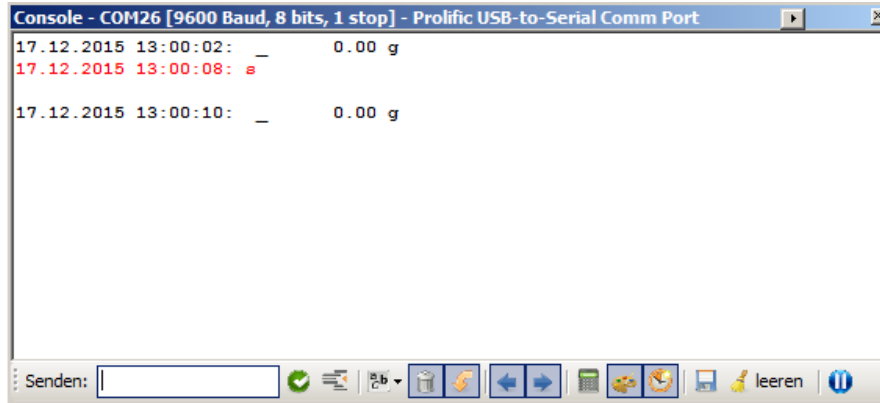 Console - COM26 [9600 Baud, 8 bits, 1 stop] - Prolific USB-to-Serial Comm Port
17.12.2015 13:00:02:  _      0.00 g
17.12.2015 13:00:08: s
17.12.2015 13:00:10:  _      0.00 g
Senden: leeren